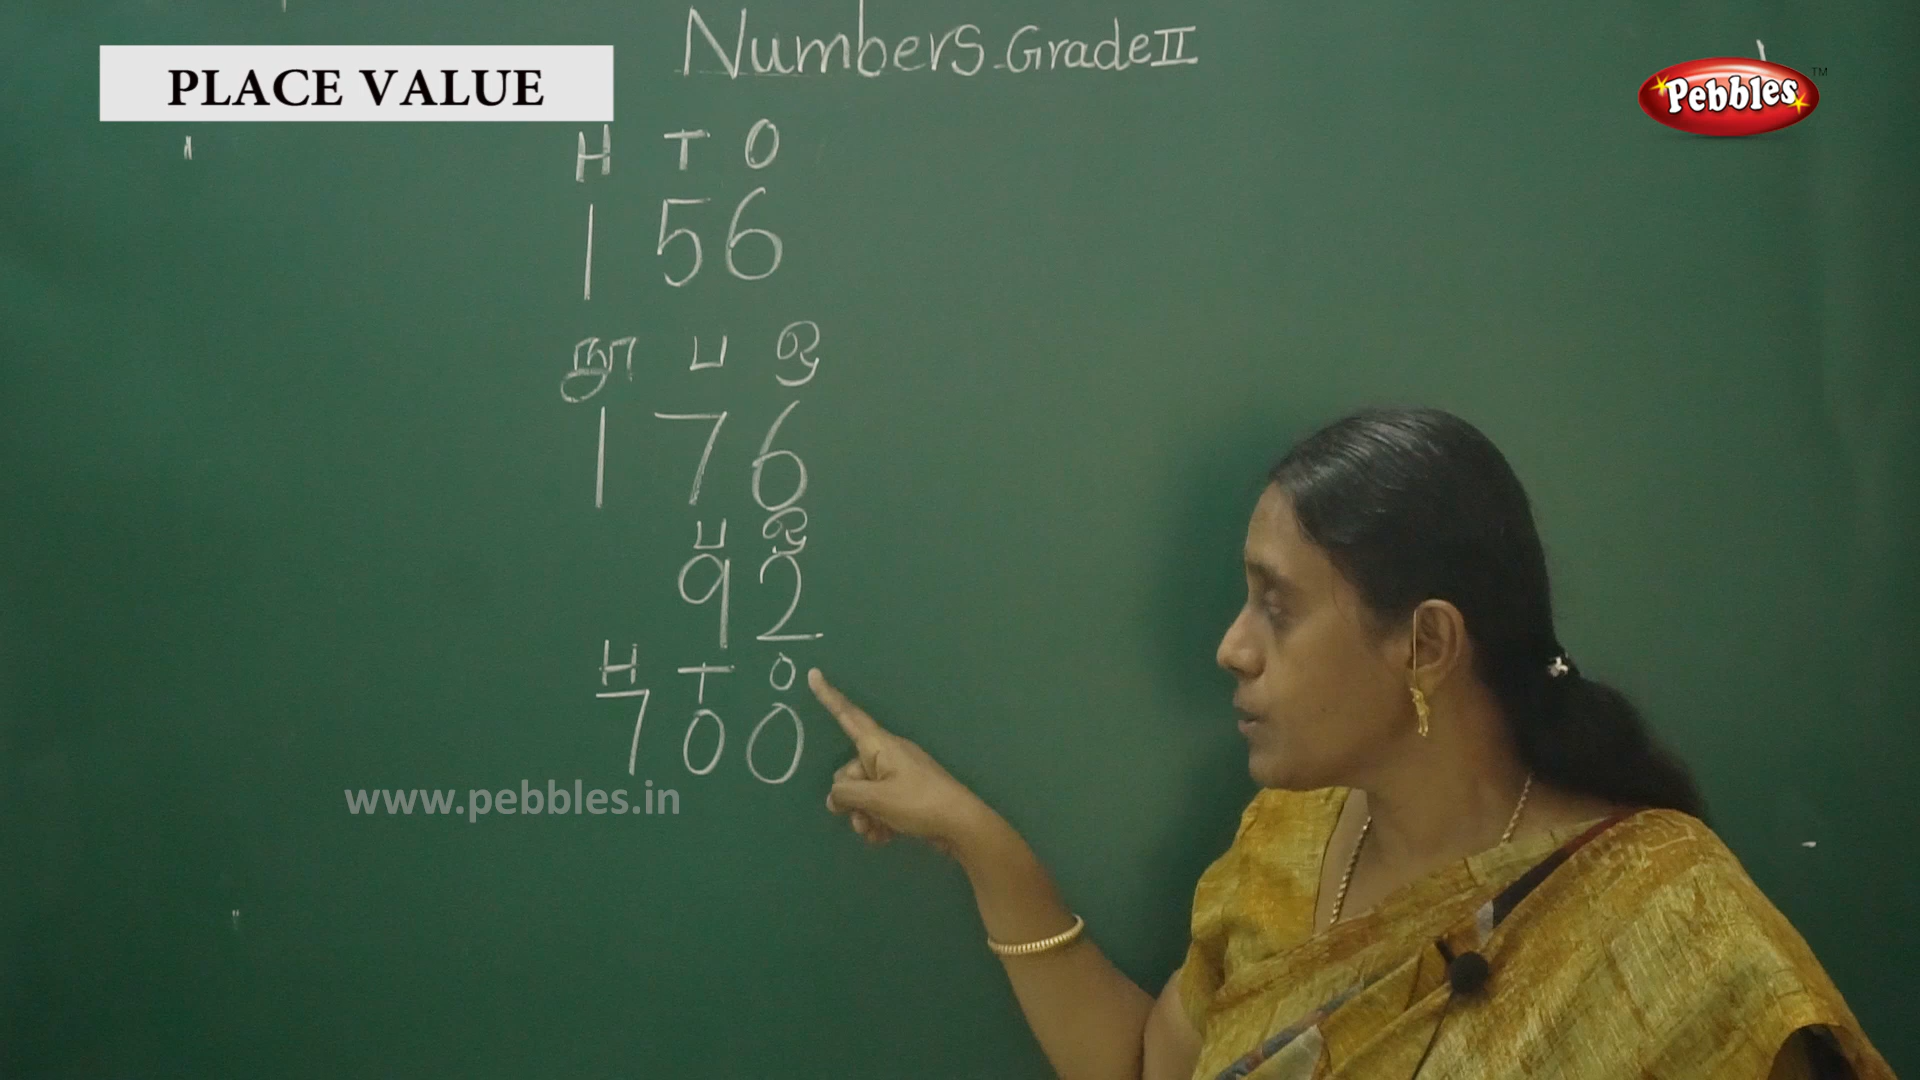 Numbers - Grade II
PLACE VALUE
Pebbles TM
H T O
1 5 6
நூ ப ஒ
1 7 6
ப ஒ
9 2
H T O
7 0 0
www.pebbles.in